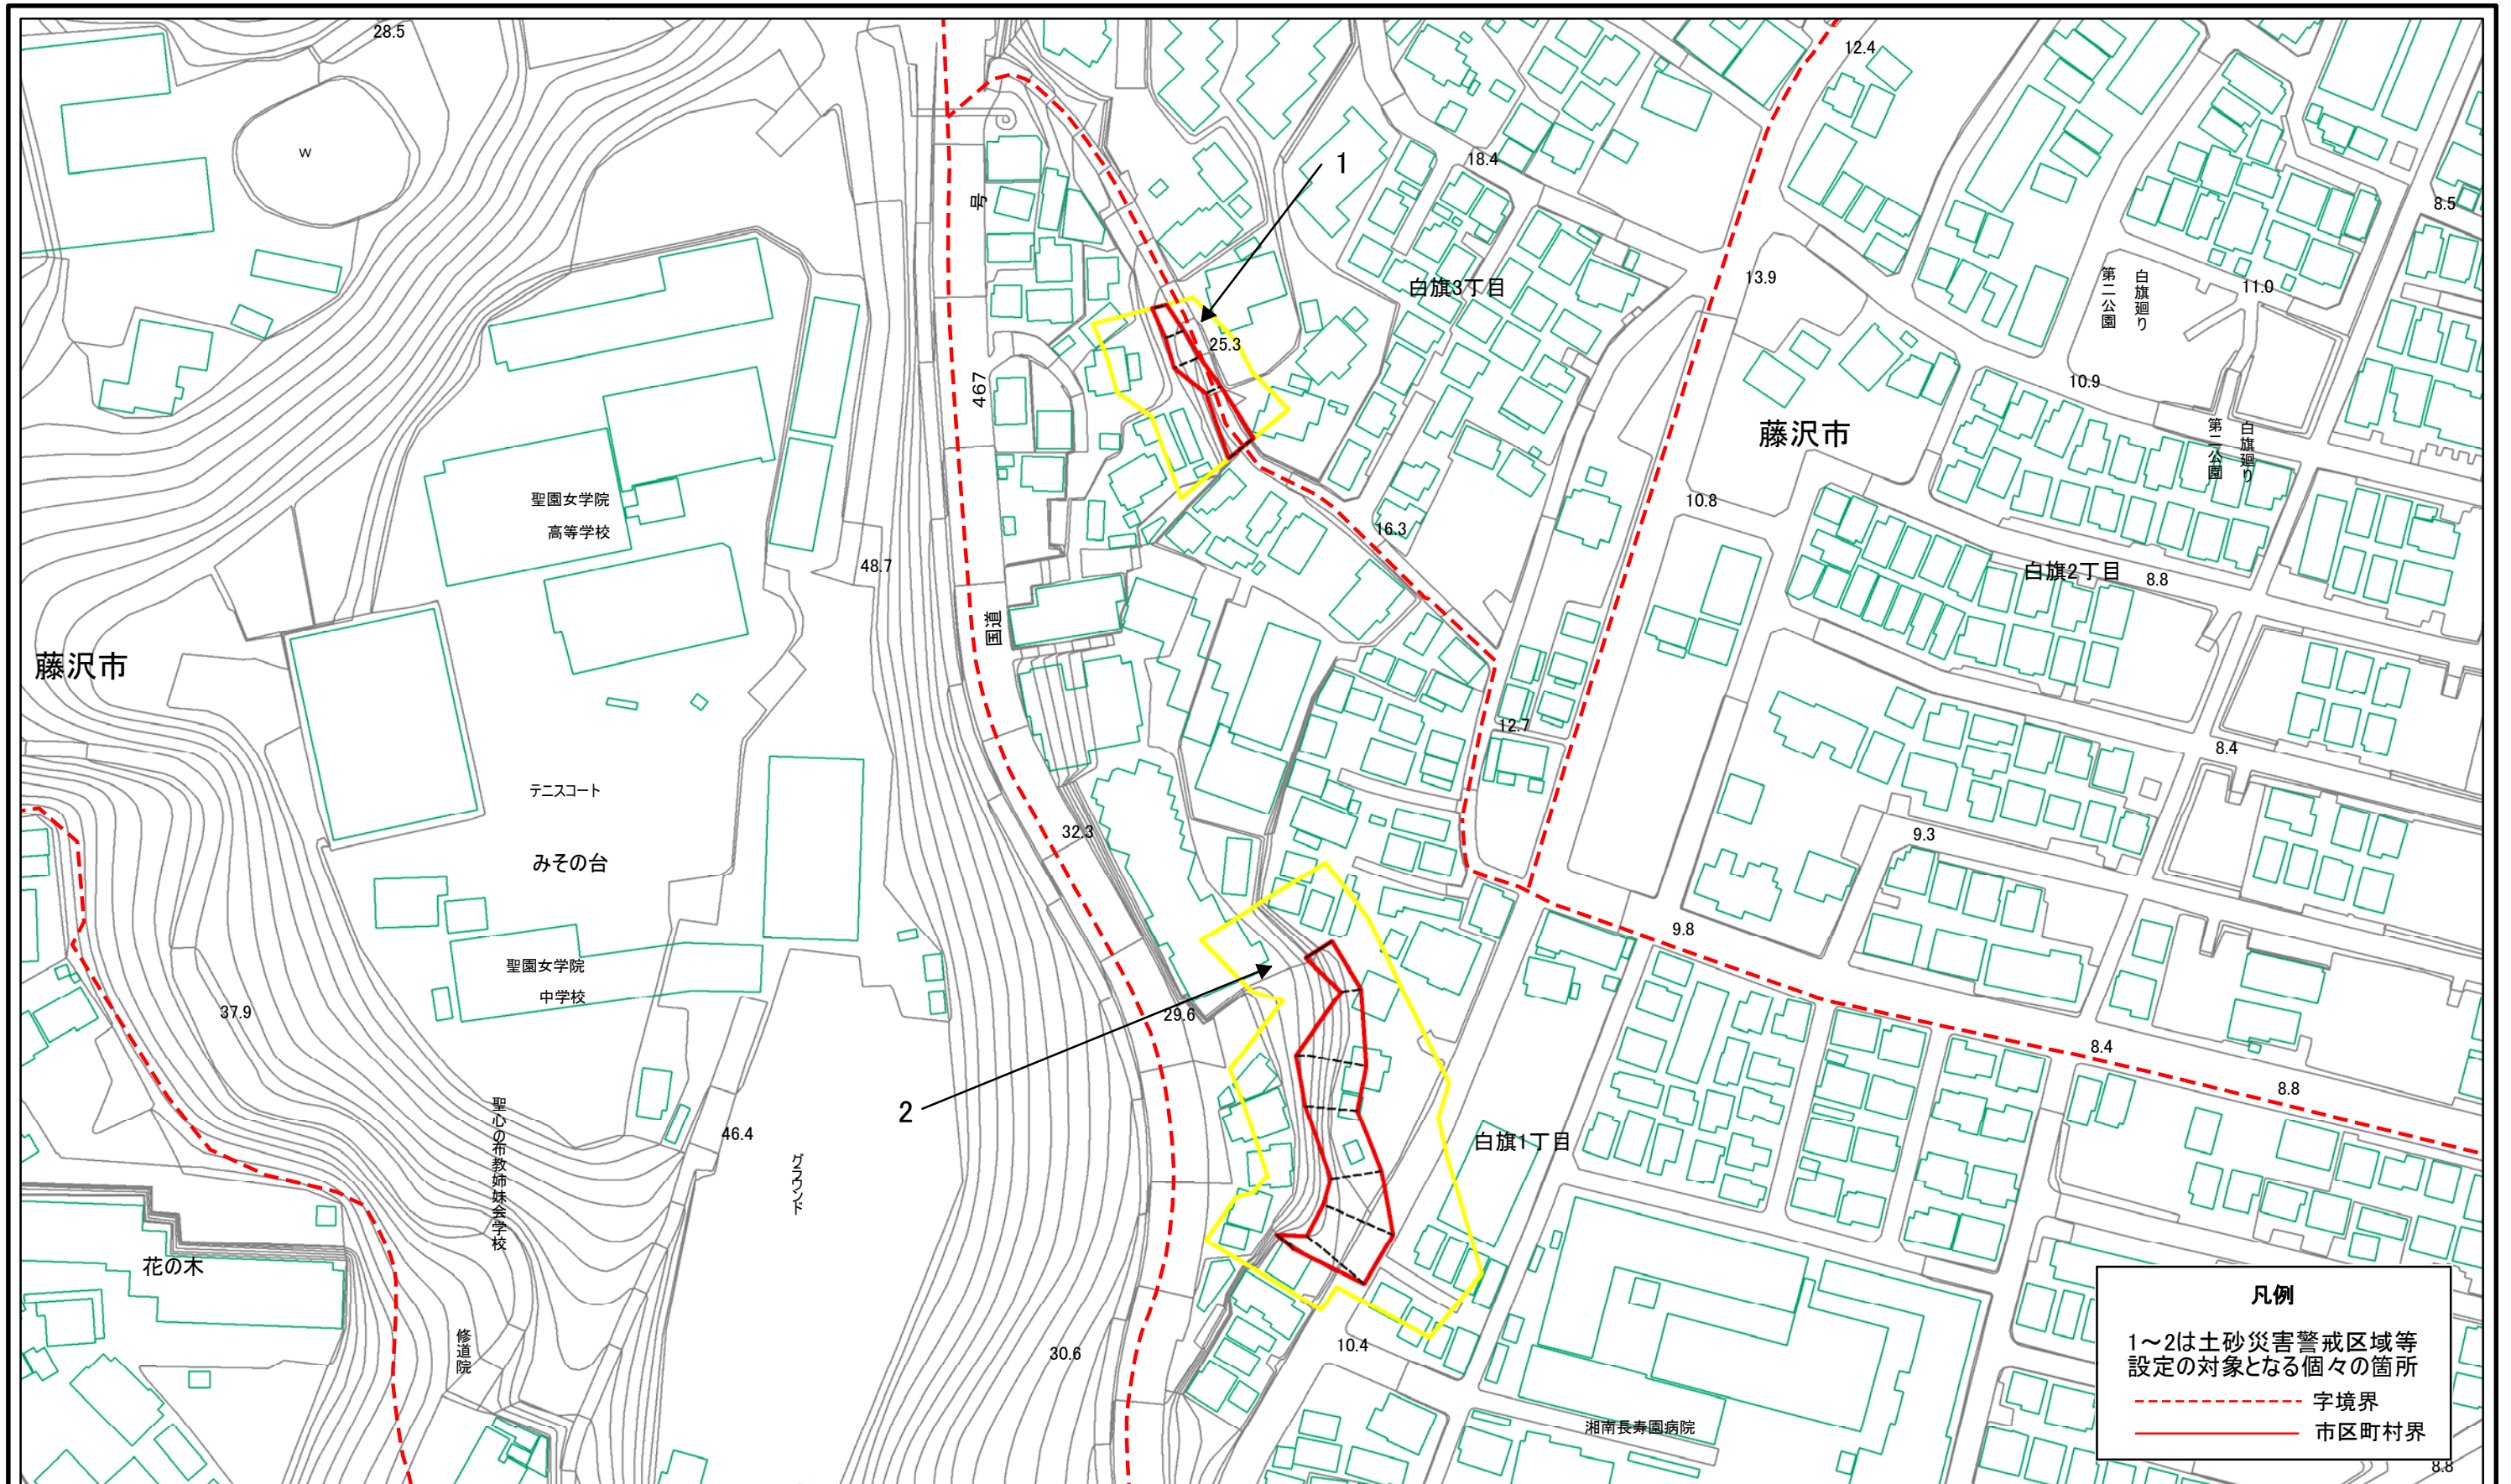 28.5
12.4
W
18.4
1
号
8.5
白旗3丁目
13.9
第二公園
白旗廻り
11.0
25.3
467
10.9
藤沢市
第二公園
白旗廻り
聖園女学院
高等学校
10.8
16.3
48.7
白旗2丁目
8.8
国道
藤沢市
12.7
8.4
テニスコート
32.3
9.3
みその台
9.8
聖園女学院
中学校
37.9
29.6
8.4
8.8
2
聖心の布教姉妹会学校
46.4
白旗1丁目
グラウンド
花の木
修道院
30.6
10.4
湘南長寿園病院
凡例
1～2は土砂災害警戒区域等
設定の対象となる個々の箇所
字境界
市区町村界
8.8